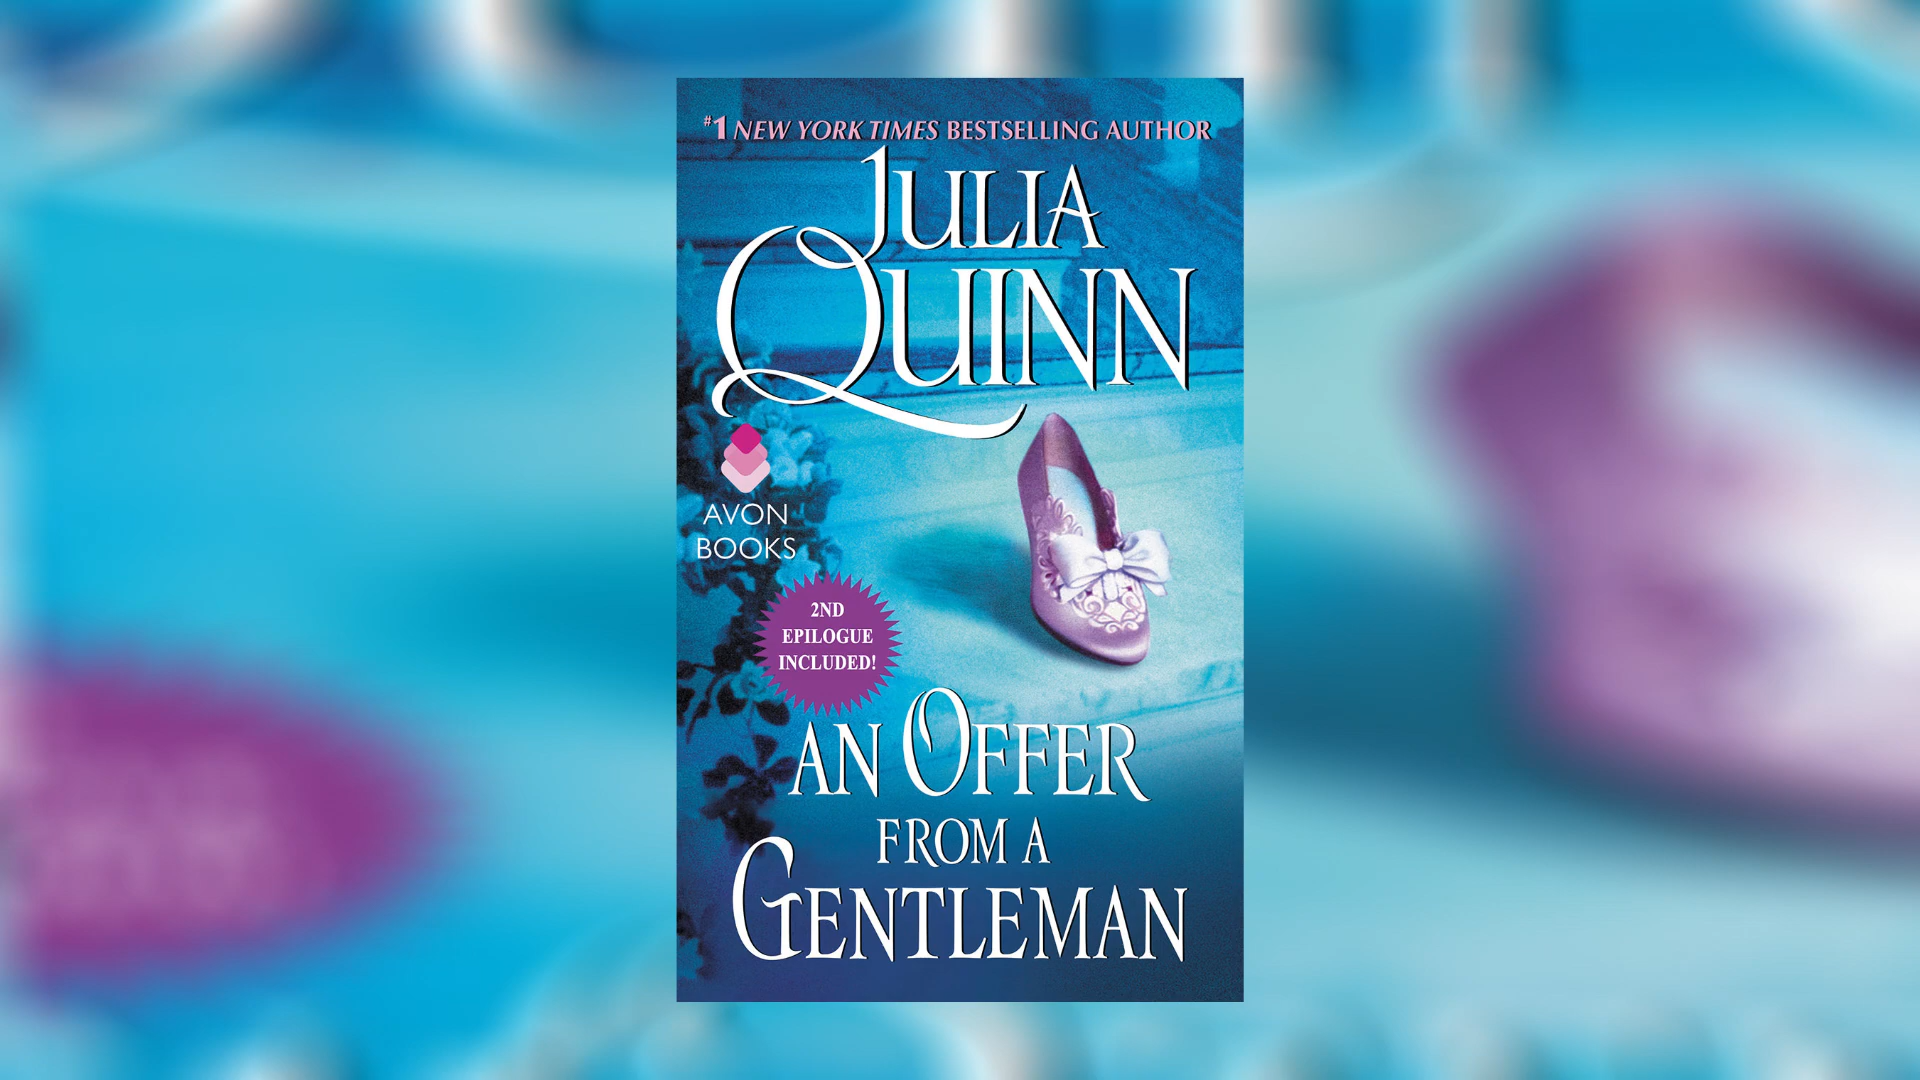 #1 NEW YORK TIMES BESTSELLING AUTHOR
JULIA
QUINN
AVON
BOOKS
2ND
EPILOGUE
INCLUDED!
AN OFFER
FROM A
GENTLEMAN